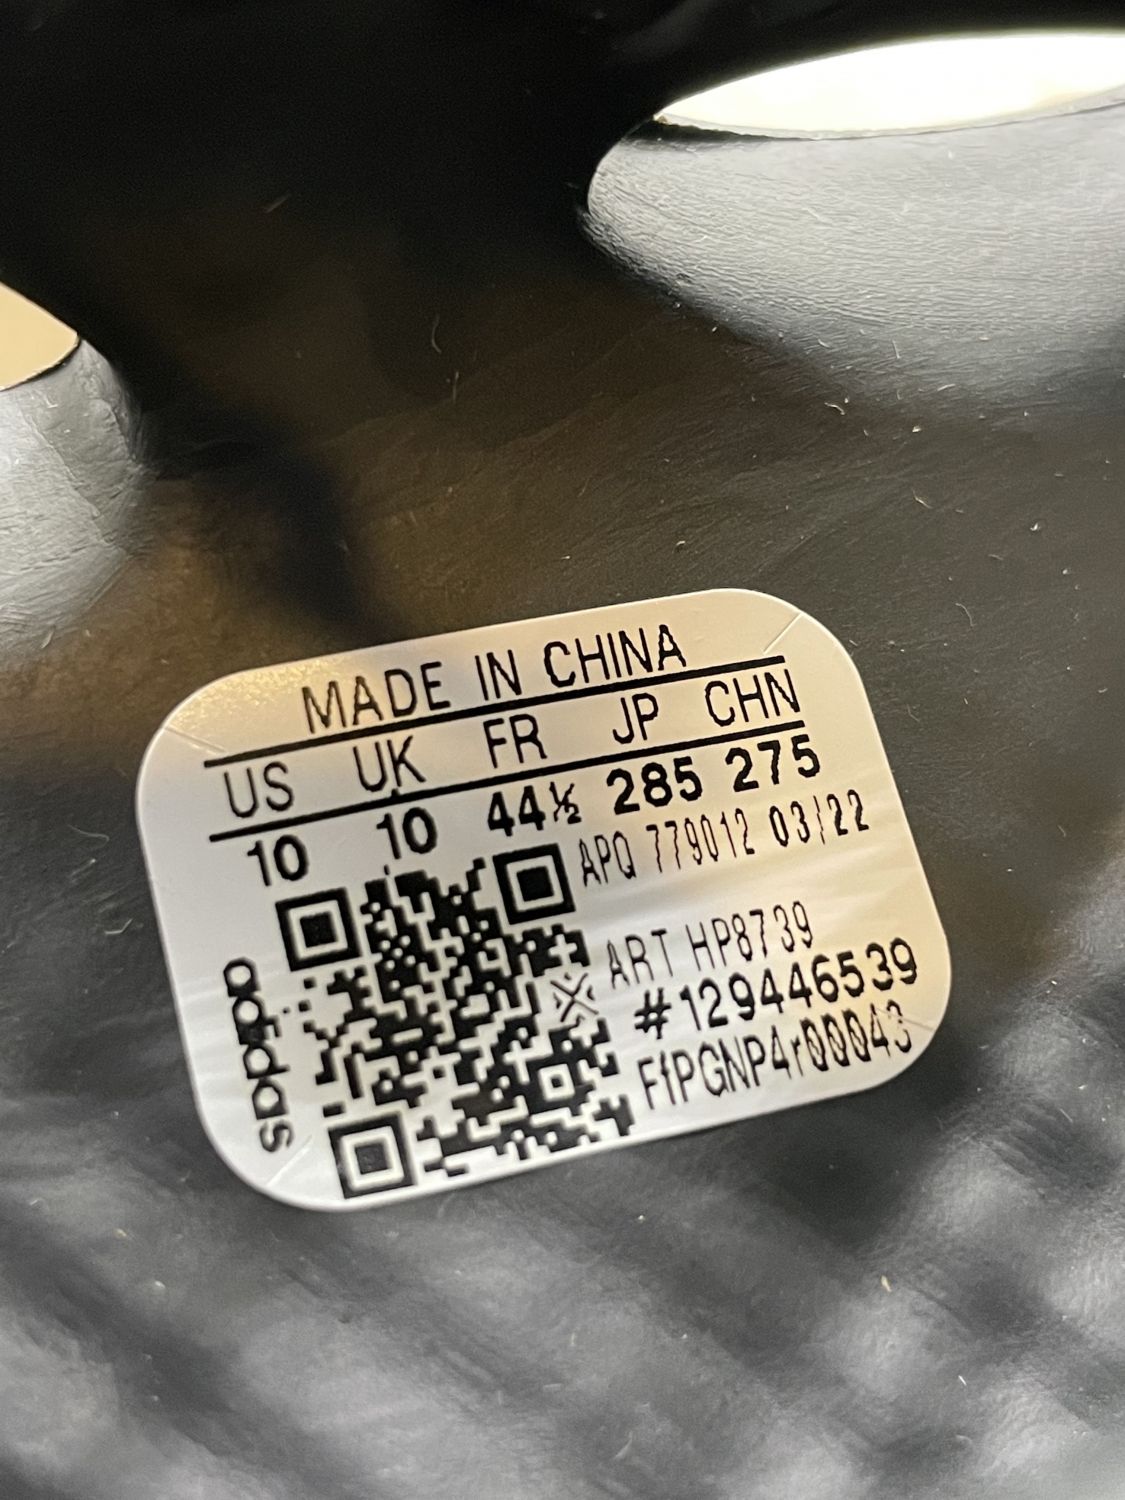 MADE IN CHINA
US UK FR JP CHN
10 10 44½ 285 275
APQ 779012 03/22
ART HP8739
#129446539
FfPGNP4r00043
adidas